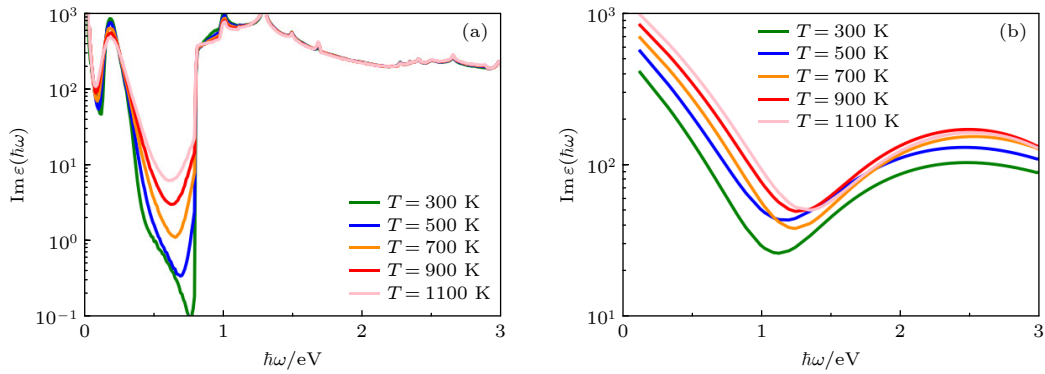 10³
(a)
10²
Im ε(ħω)
10¹
10⁰
10⁻¹
T = 300 K
T = 500 K
T = 700 K
T = 900 K
T = 1100 K
0 1 2 3
ħω/eV
10³
T = 300 K (b)
T = 500 K
T = 700 K
T = 900 K
T = 1100 K
Im ε(ħω)
10²
10¹
0 1 2 3
ħω/eV